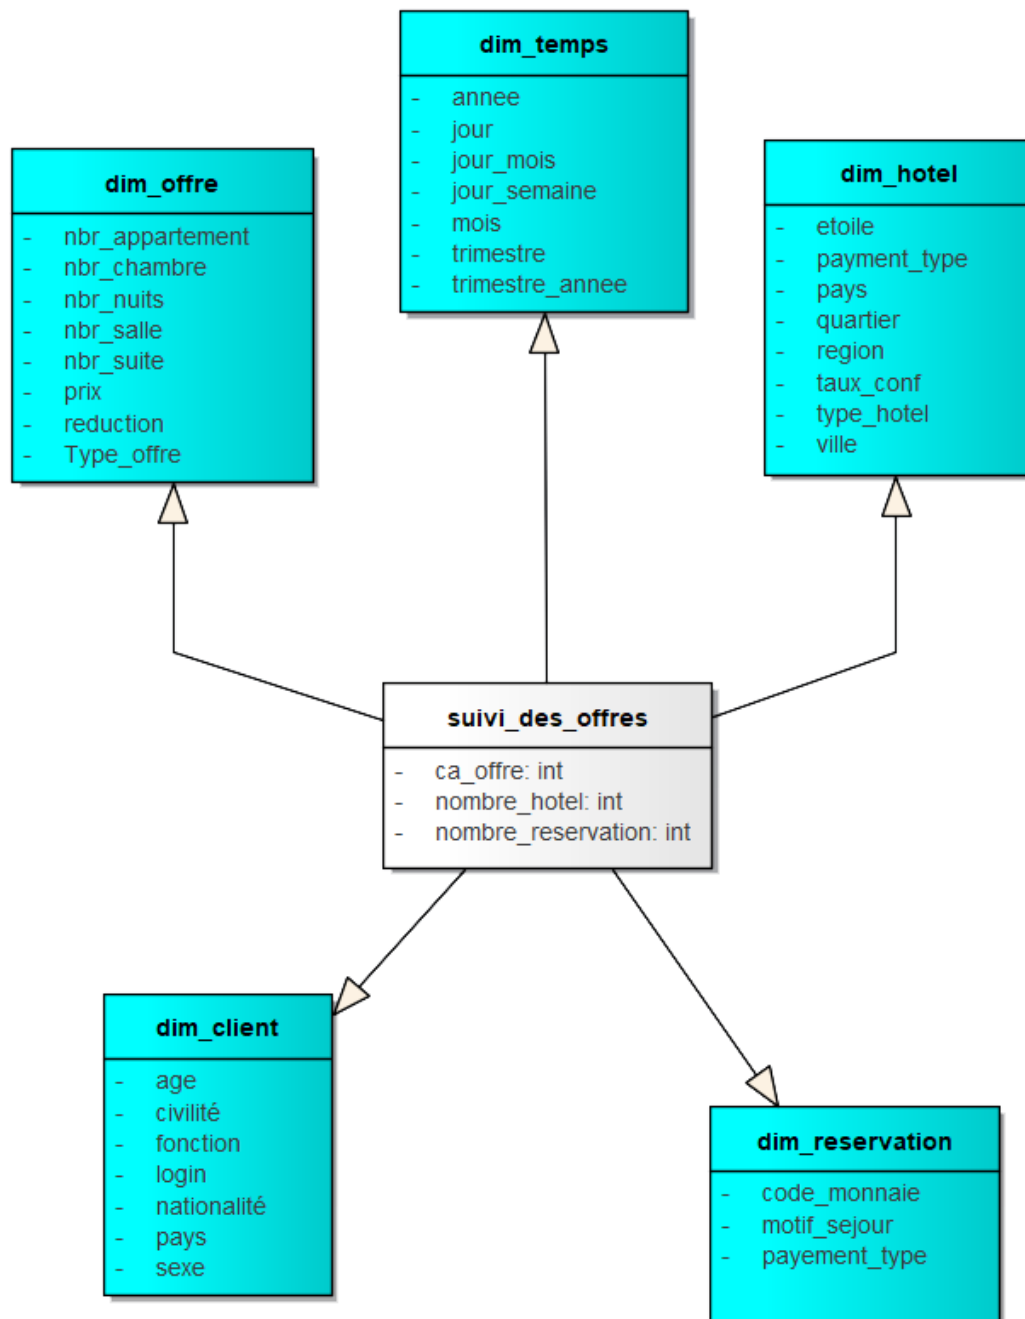 dim_temps
- annee
- jour
- jour_mois
- jour_semaine
- mois
- trimestre
- trimestre_annee
dim_offre
- nbr_appartement
- nbr_chambre
- nbr_nuits
- nbr_salle
- nbr_suite
- prix
- reduction
- Type_offre
dim_hotel
- etoile
- payment_type
- pays
- quartier
- region
- taux_conf
- type_hotel
- ville
suivi_des_offres
- ca_offre: int
- nombre_hotel: int
- nombre_reservation: int
dim_client
- age
- civilité
- fonction
- login
- nationalité
- pays
- sexe
dim_reservation
- code_monnaie
- motif_sejour
- payement_type